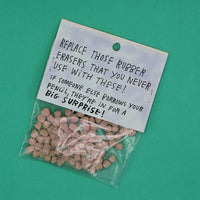 REPLACE THOSE RUBBER
ERASERS THAT YOU NEVER
USE WITH THESE!
IF SOMEONE ELSE BORROWS YOUR
PENCIL, THEY'RE IN FOR A
BIG SURPRISE!